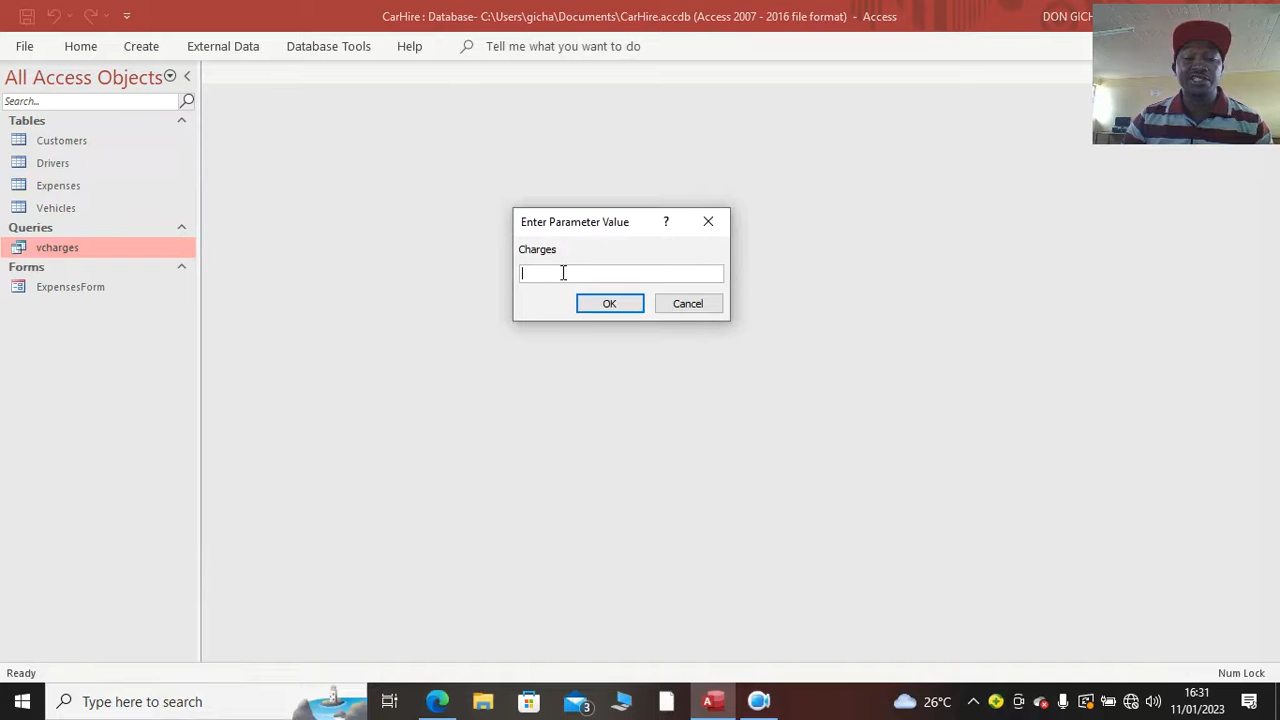 CarHire : Database- C:\Users\gicha\Documents\CarHire.accdb (Access 2007 - 2016 file format) - Access
DON GICH
File Home Create External Data Database Tools Help Tell me what you want to do
All Access Objects
Search...
Tables
Customers
Drivers
Expenses
Vehicles
Queries
vcharges
Forms
ExpensesForm
Enter Parameter Value ?
Charges
OK Cancel
Ready
Num Lock
Type here to search
3
26°C
16:31
11/01/2023